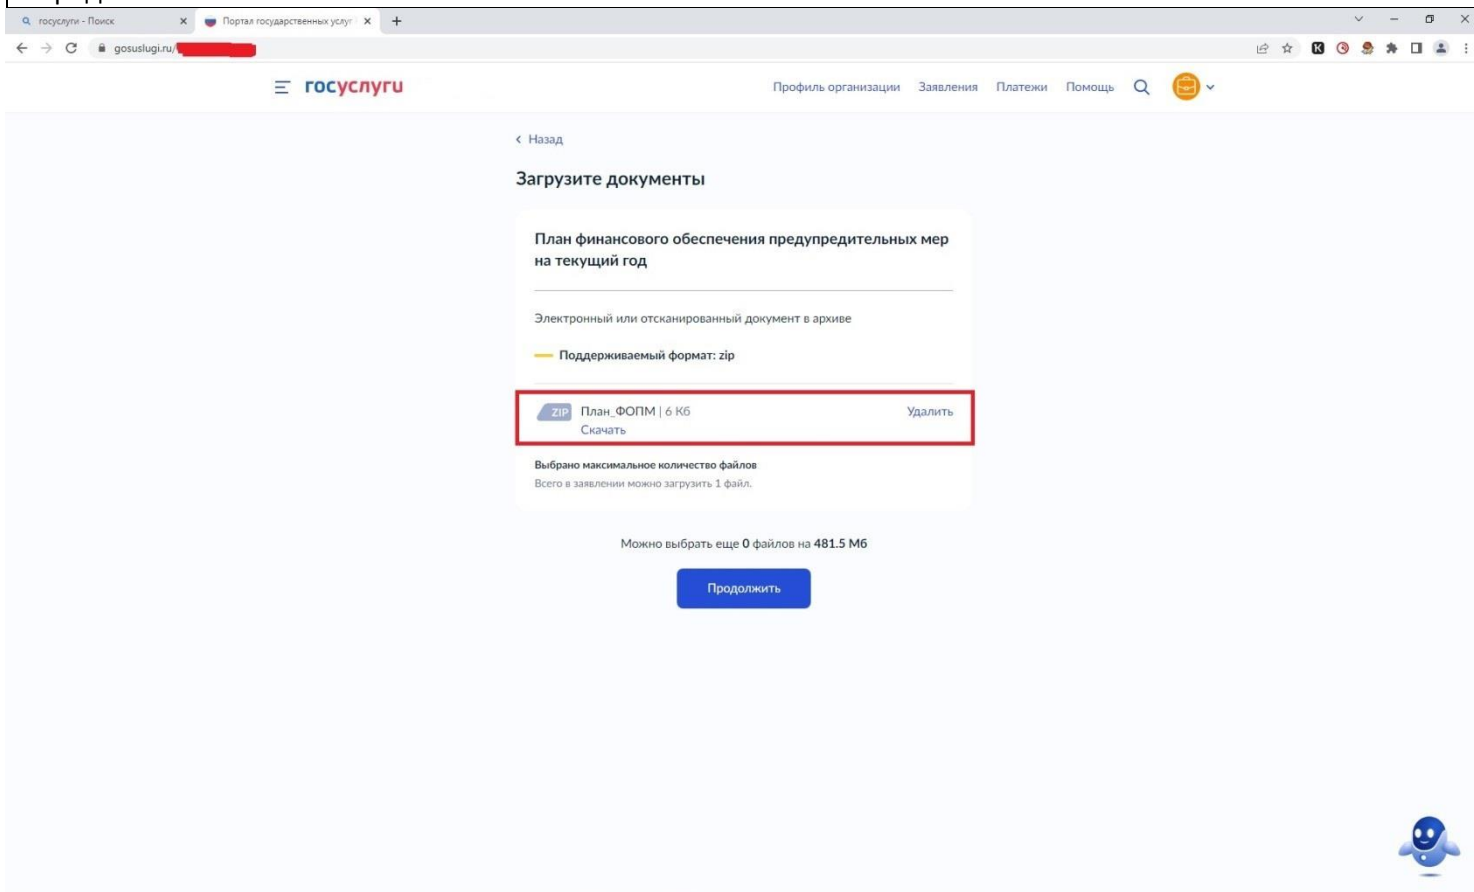 госуслуги - Поиск
Портал государственных услуг
gosuslugi.ru/
госуслуги
Профиль организации Заявления Платежи Помощь
Назад
Загрузите документы
План финансового обеспечения предупредительных мер
на текущий год
Электронный или отсканированный документ в архиве
Поддерживаемый формат: zip
ZIP План_ФОПМ | 6 Кб Удалить
Скачать
Выбрано максимальное количество файлов
Всего в заявлении можно загрузить 1 файл.
Можно выбрать еще 0 файлов на 481.5 Мб
Продолжить